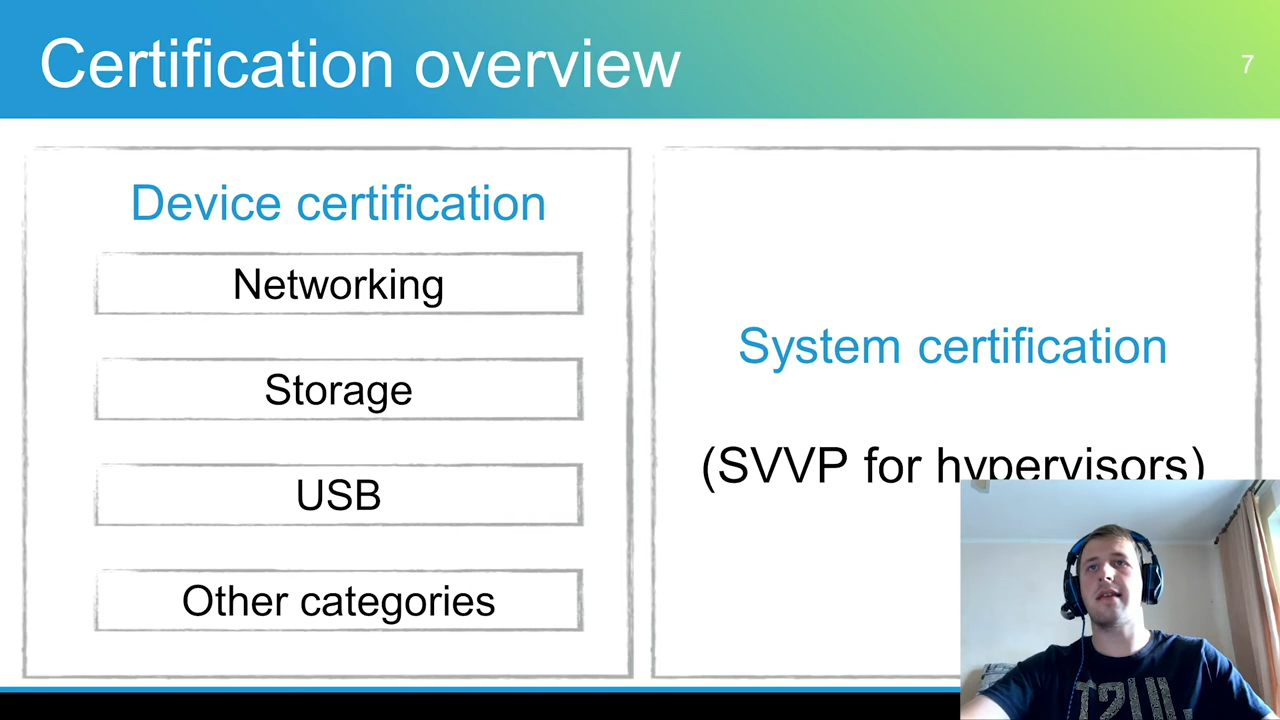 Certification overview
7
Device certification
Networking
Storage
USB
Other categories
System certification
(SVVP for hypervisors)